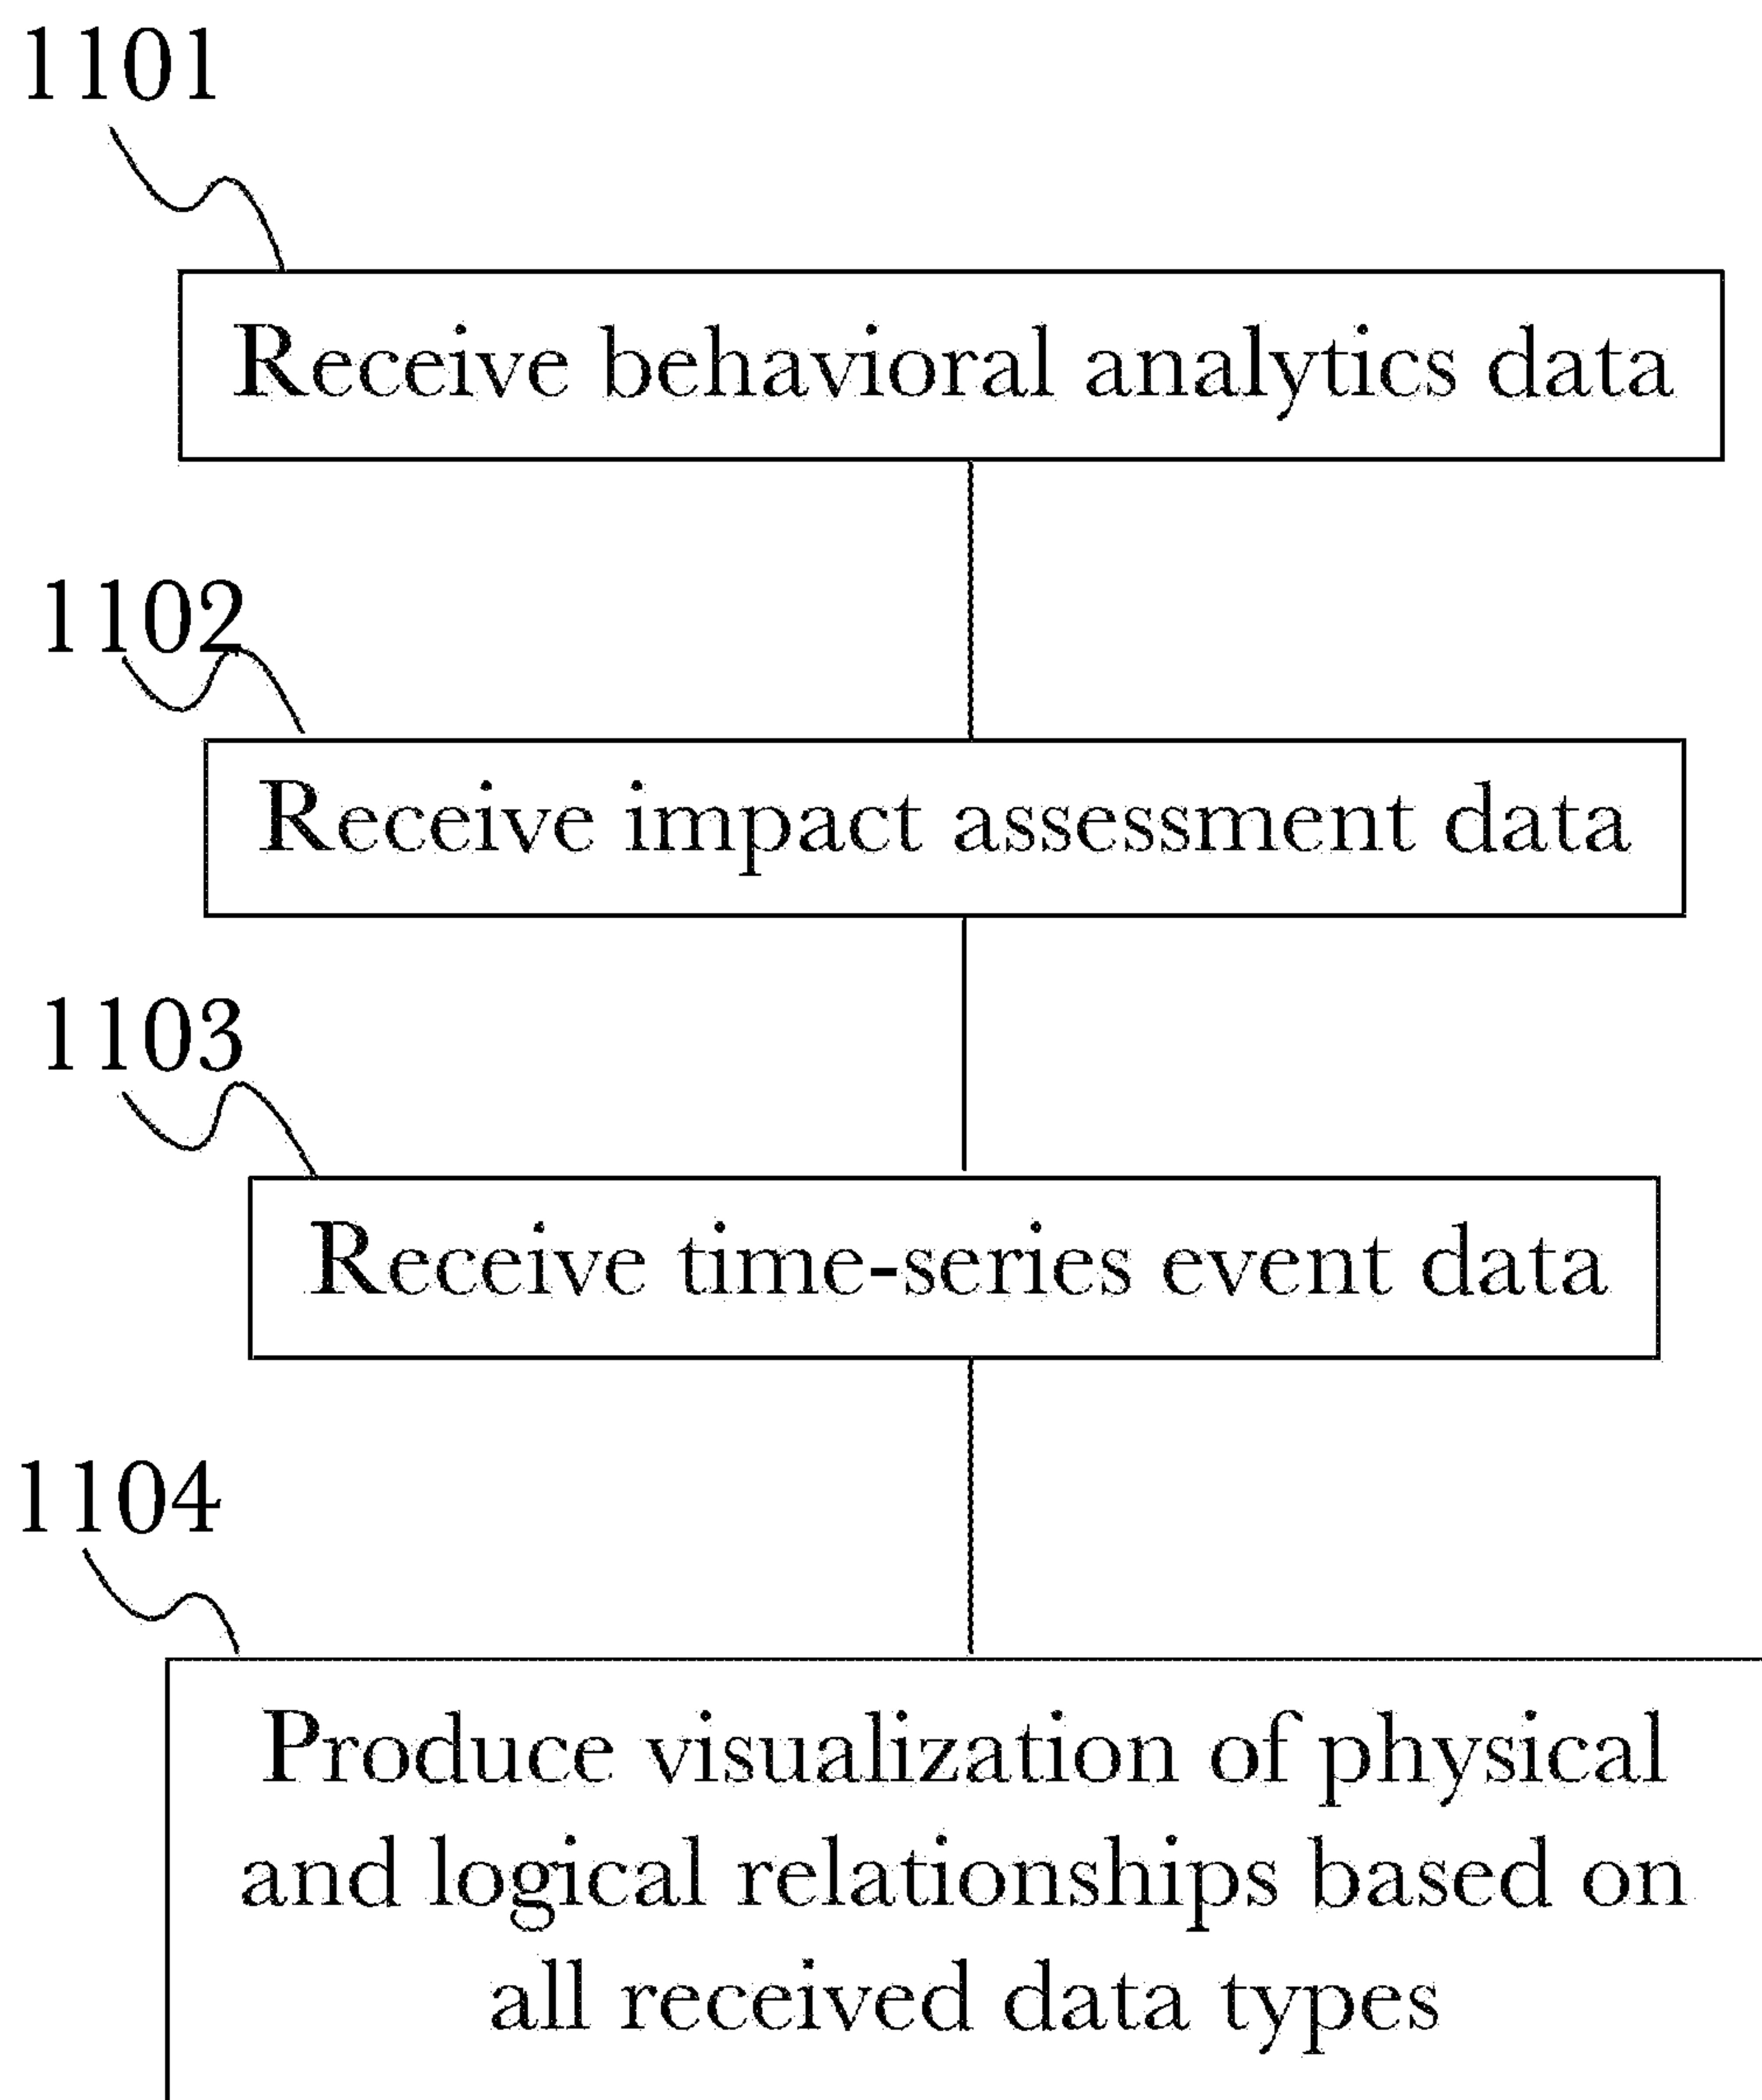 1101
Receive behavioral analytics data
1102
Receive impact assessment data
1103
Receive time-series event data
1104
Produce visualization of physical
and logical relationships based on
all received data types